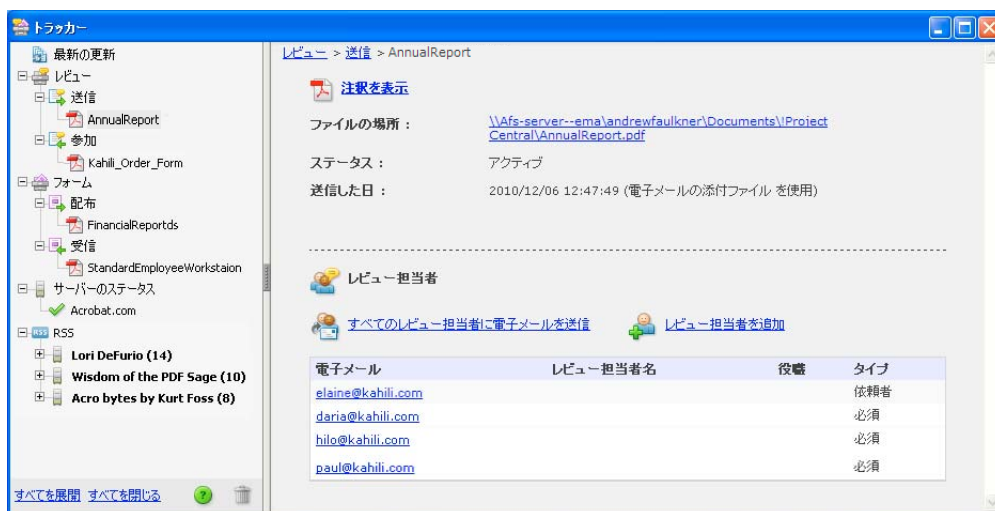 トラッカー
最新の更新
レビュー
送信
AnnualReport
参加
Kahili_Order_Form
フォーム
配布
FinancialReportds
受信
StandardEmployeeWorkstaion
サーバーのステータス
Acrobat.com
RSS RSS
Lori DeFurio (14)
Wisdom of the PDF Sage (10)
Acro bytes by Kurt Foss (8)
すべてを展開 すべてを閉じる ?
レビュー > 送信 > AnnualReport
注釈を表示
ファイルの場所： \\Afs-server--ema\andrewfaulkner\Documents\!Project
Central\AnnualReport.pdf
ステータス： アクティブ
送信した日： 2010/12/06 12:47:49 (電子メールの添付ファイル を使用)
レビュー担当者
すべてのレビュー担当者に電子メールを送信 レビュー担当者を追加
電子メール レビュー担当者名 役職 タイプ
elaine@kahili.com 依頼者
daria@kahili.com 必須
hilo@kahili.com 必須
paul@kahili.com 必須